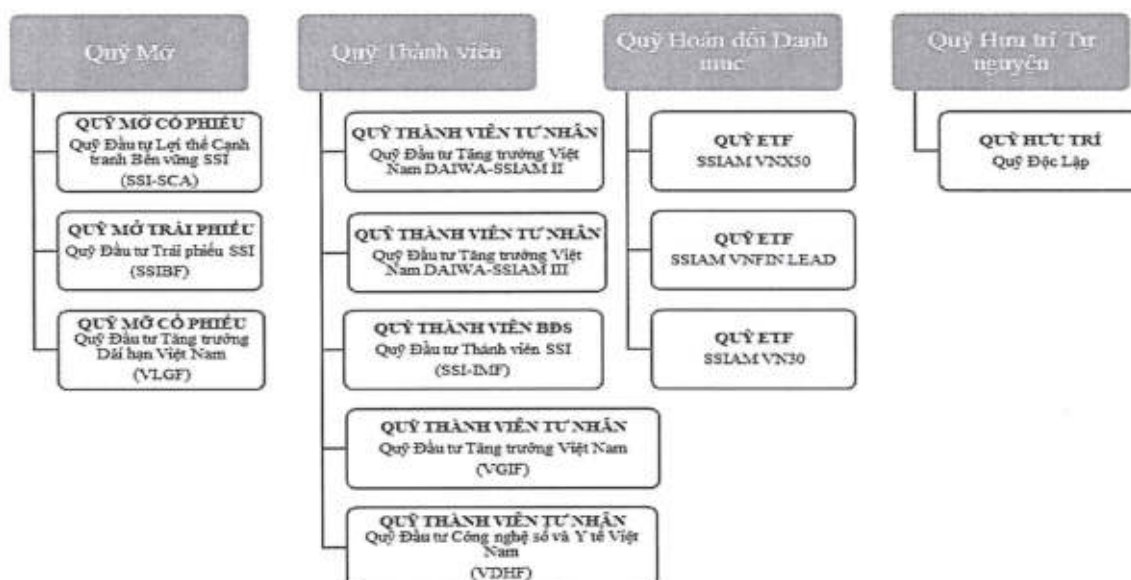 Quỹ Mở
QUỸ MỞ CỔ PHIẾU
Quỹ Đầu tư Lợi thế Cạnh
tranh Bền vững SSI
(SSI-SCA)
QUỸ MỞ TRÁI PHIẾU
Quỹ Đầu tư Trái phiếu SSI
(SSIBF)
QUỸ MỞ CỔ PHIẾU
Quỹ Đầu tư Tăng trưởng
Dài hạn Việt Nam
(VLGF)
Quỹ Thành viên
QUỸ THÀNH VIÊN TƯ NHÂN
Quỹ Đầu tư Tăng trưởng Việt
Nam DAIWA-SSIAM II
QUỸ THÀNH VIÊN TƯ NHÂN
Quỹ Đầu tư Tăng trưởng Việt
Nam DAIWA-SSIAM III
QUỸ THÀNH VIÊN BĐS
Quỹ Đầu tư Thành viên SSI
(SSI-IMF)
QUỸ THÀNH VIÊN TƯ NHÂN
Quỹ Đầu tư Tăng trưởng Việt Nam
(VGIF)
QUỸ THÀNH VIÊN TƯ NHÂN
Quỹ Đầu tư Công nghệ số và Y tế Việt
Nam
(VDHF)
Quỹ Hoán đổi Danh
mục
QUỸ ETF
SSIAM VNX50
QUỸ ETF
SSIAM VNFIN LEAD
QUỸ ETF
SSIAM VN30
Quỹ Hưu trí Tự
nguyện
QUỸ HƯU TRÍ
Quỹ Độc Lập